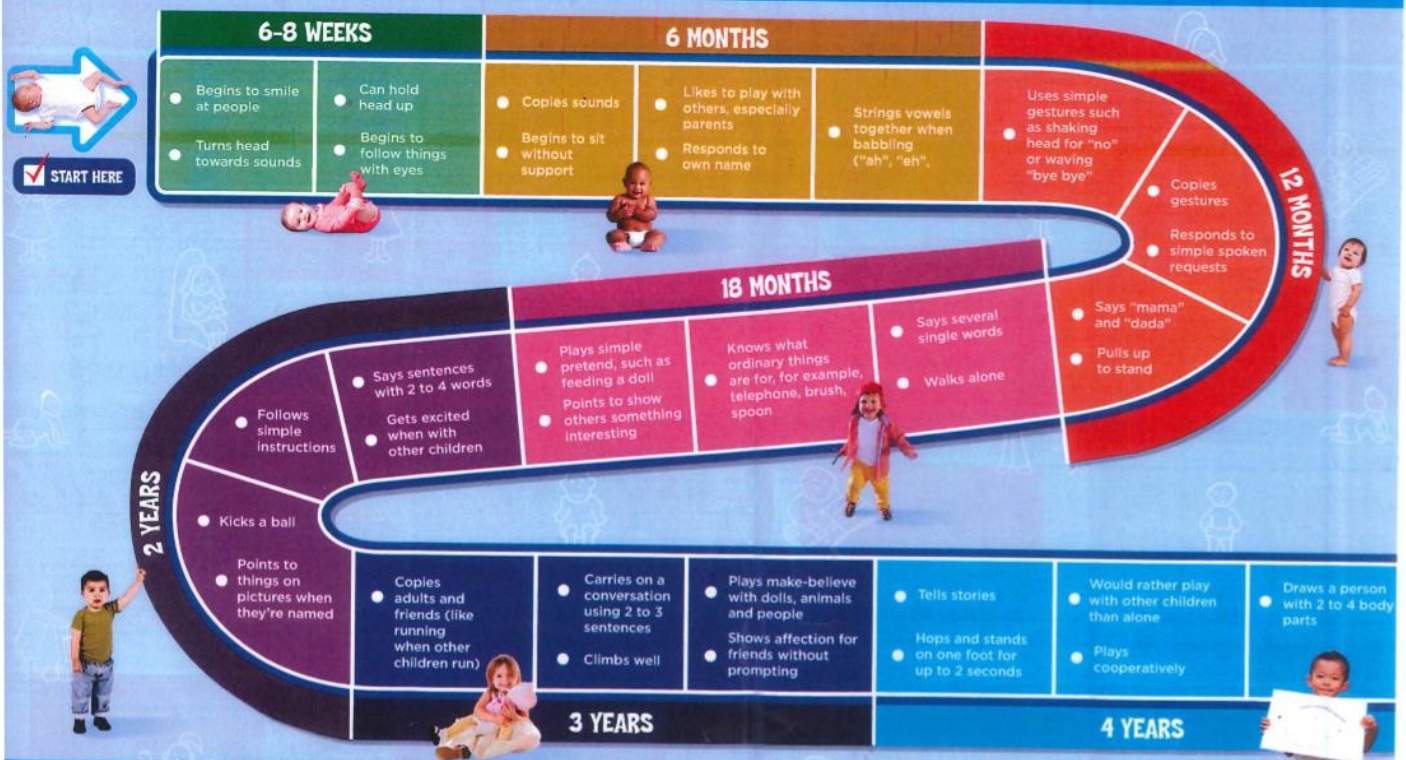 START HERE
6-8 WEEKS
Begins to smile
at people
Turns head
towards sounds
Can hold
head up
Begins to
follow things
with eyes
6 MONTHS
Copies sounds
Begins to sit
without
support
Likes to play with
others, especially
parents
Responds to
own name
Strings vowels
together when
babbling
("ah", "eh",
12 MONTHS
Uses simple
gestures such
as shaking
head for "no"
or waving
"bye bye"
Copies
gestures
Responds to
simple spoken
requests
Says "mama"
and "dada"
Pulls up
to stand
18 MONTHS
Says several
single words
Walks alone
Knows what
ordinary things
are for, for example,
telephone, brush,
spoon
Plays simple
pretend, such as
feeding a doll
Points to show
others something
interesting
2 YEARS
Says sentences
with 2 to 4 words
Gets excited
when with
other children
Follows
simple
instructions
Kicks a ball
Points to
things on
pictures when
they're named
3 YEARS
Copies
adults and
friends (like
running
when other
children run)
Carries on a
conversation
using 2 to 3
sentences
Climbs well
Plays make-believe
with dolls, animals
and people
Shows affection for
friends without
prompting
4 YEARS
Tells stories
Hops and stands
on one foot for
up to 2 seconds
Would rather play
with other children
than alone
Plays
cooperatively
Draws a person
with 2 to 4 body
parts